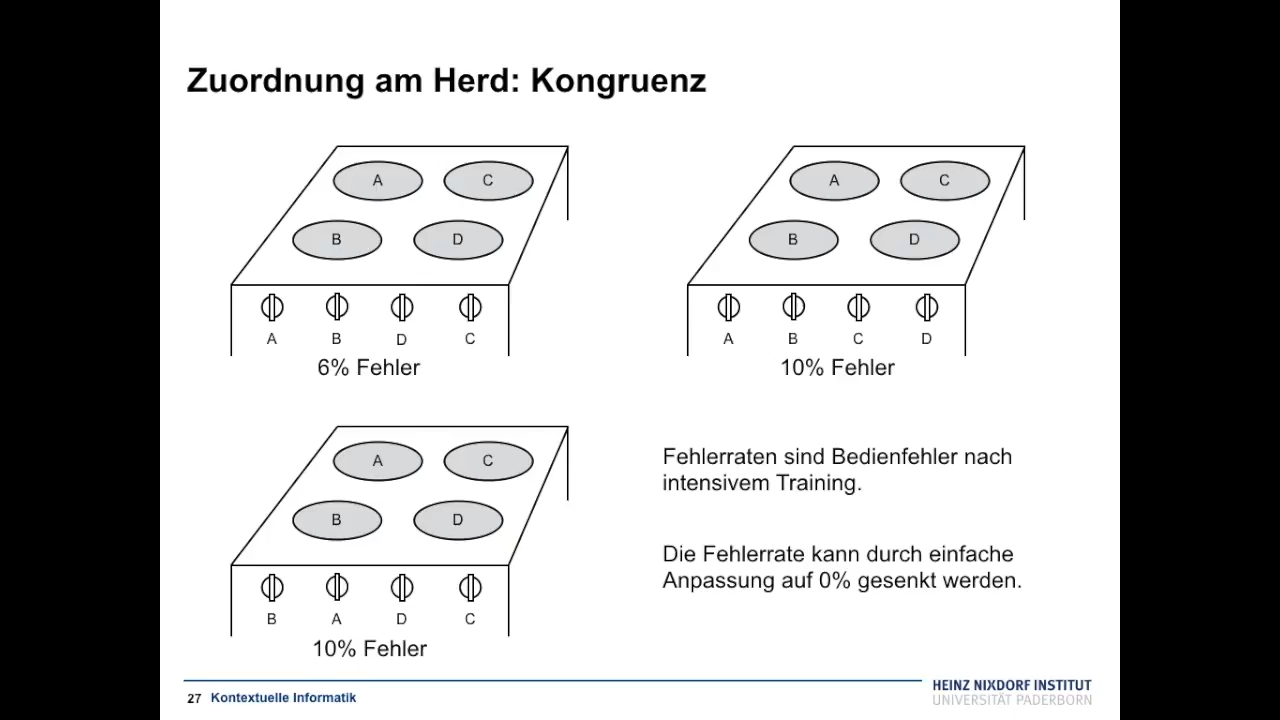 Zuordnung am Herd: Kongruenz
A C
B D
A B D C
6% Fehler
A C
B D
A B C D
10% Fehler
A C
B D
B A D C
10% Fehler
Fehlerraten sind Bedienfehler nach
intensivem Training.
Die Fehlerrate kann durch einfache
Anpassung auf 0% gesenkt werden.
27 Kontextuelle Informatik
HEINZ NIXDORF INSTITUT
UNIVERSITÄT PADERBORN